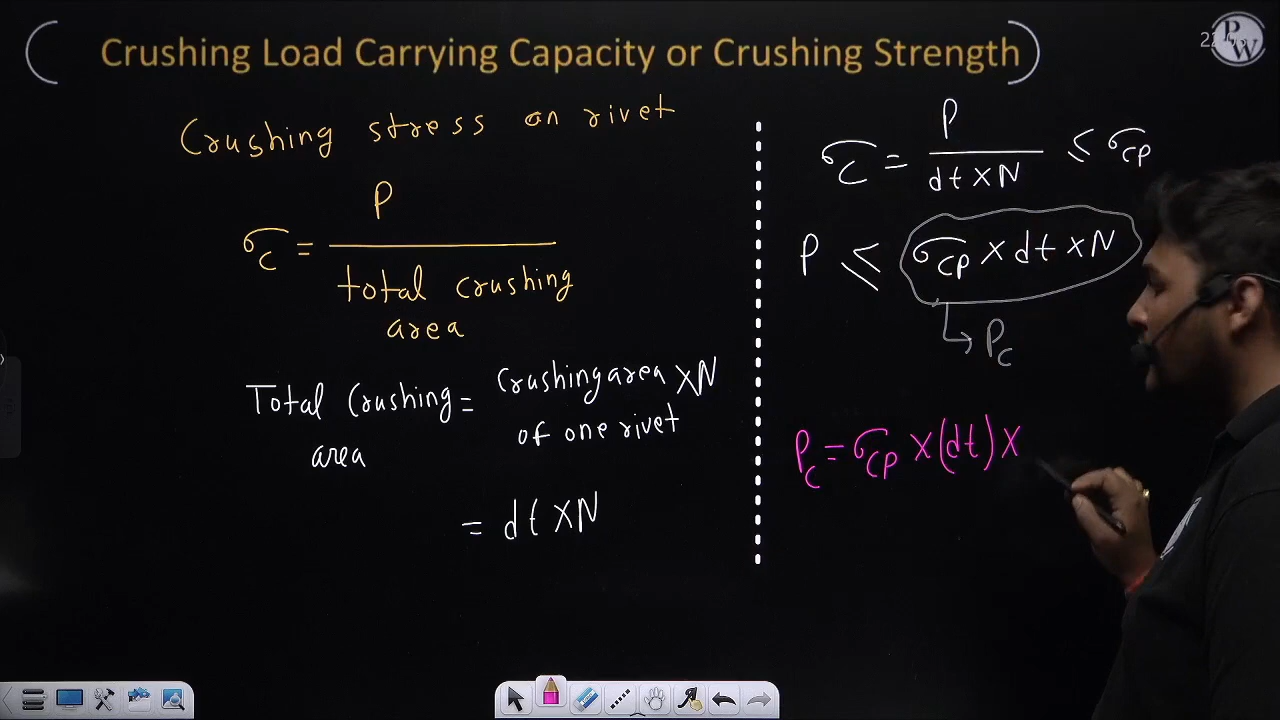 Crushing Load Carrying Capacity or Crushing Strength
PW
Crushing stress on rivet
σc = P / total crushing area
Total Crushing area = Crushing area of one rivet × N
= dt × N
σc = P / dt × N ≤ σcp
P ≤ σcp × dt × N
↳ Pc
Pc = σcp × (dt) ×